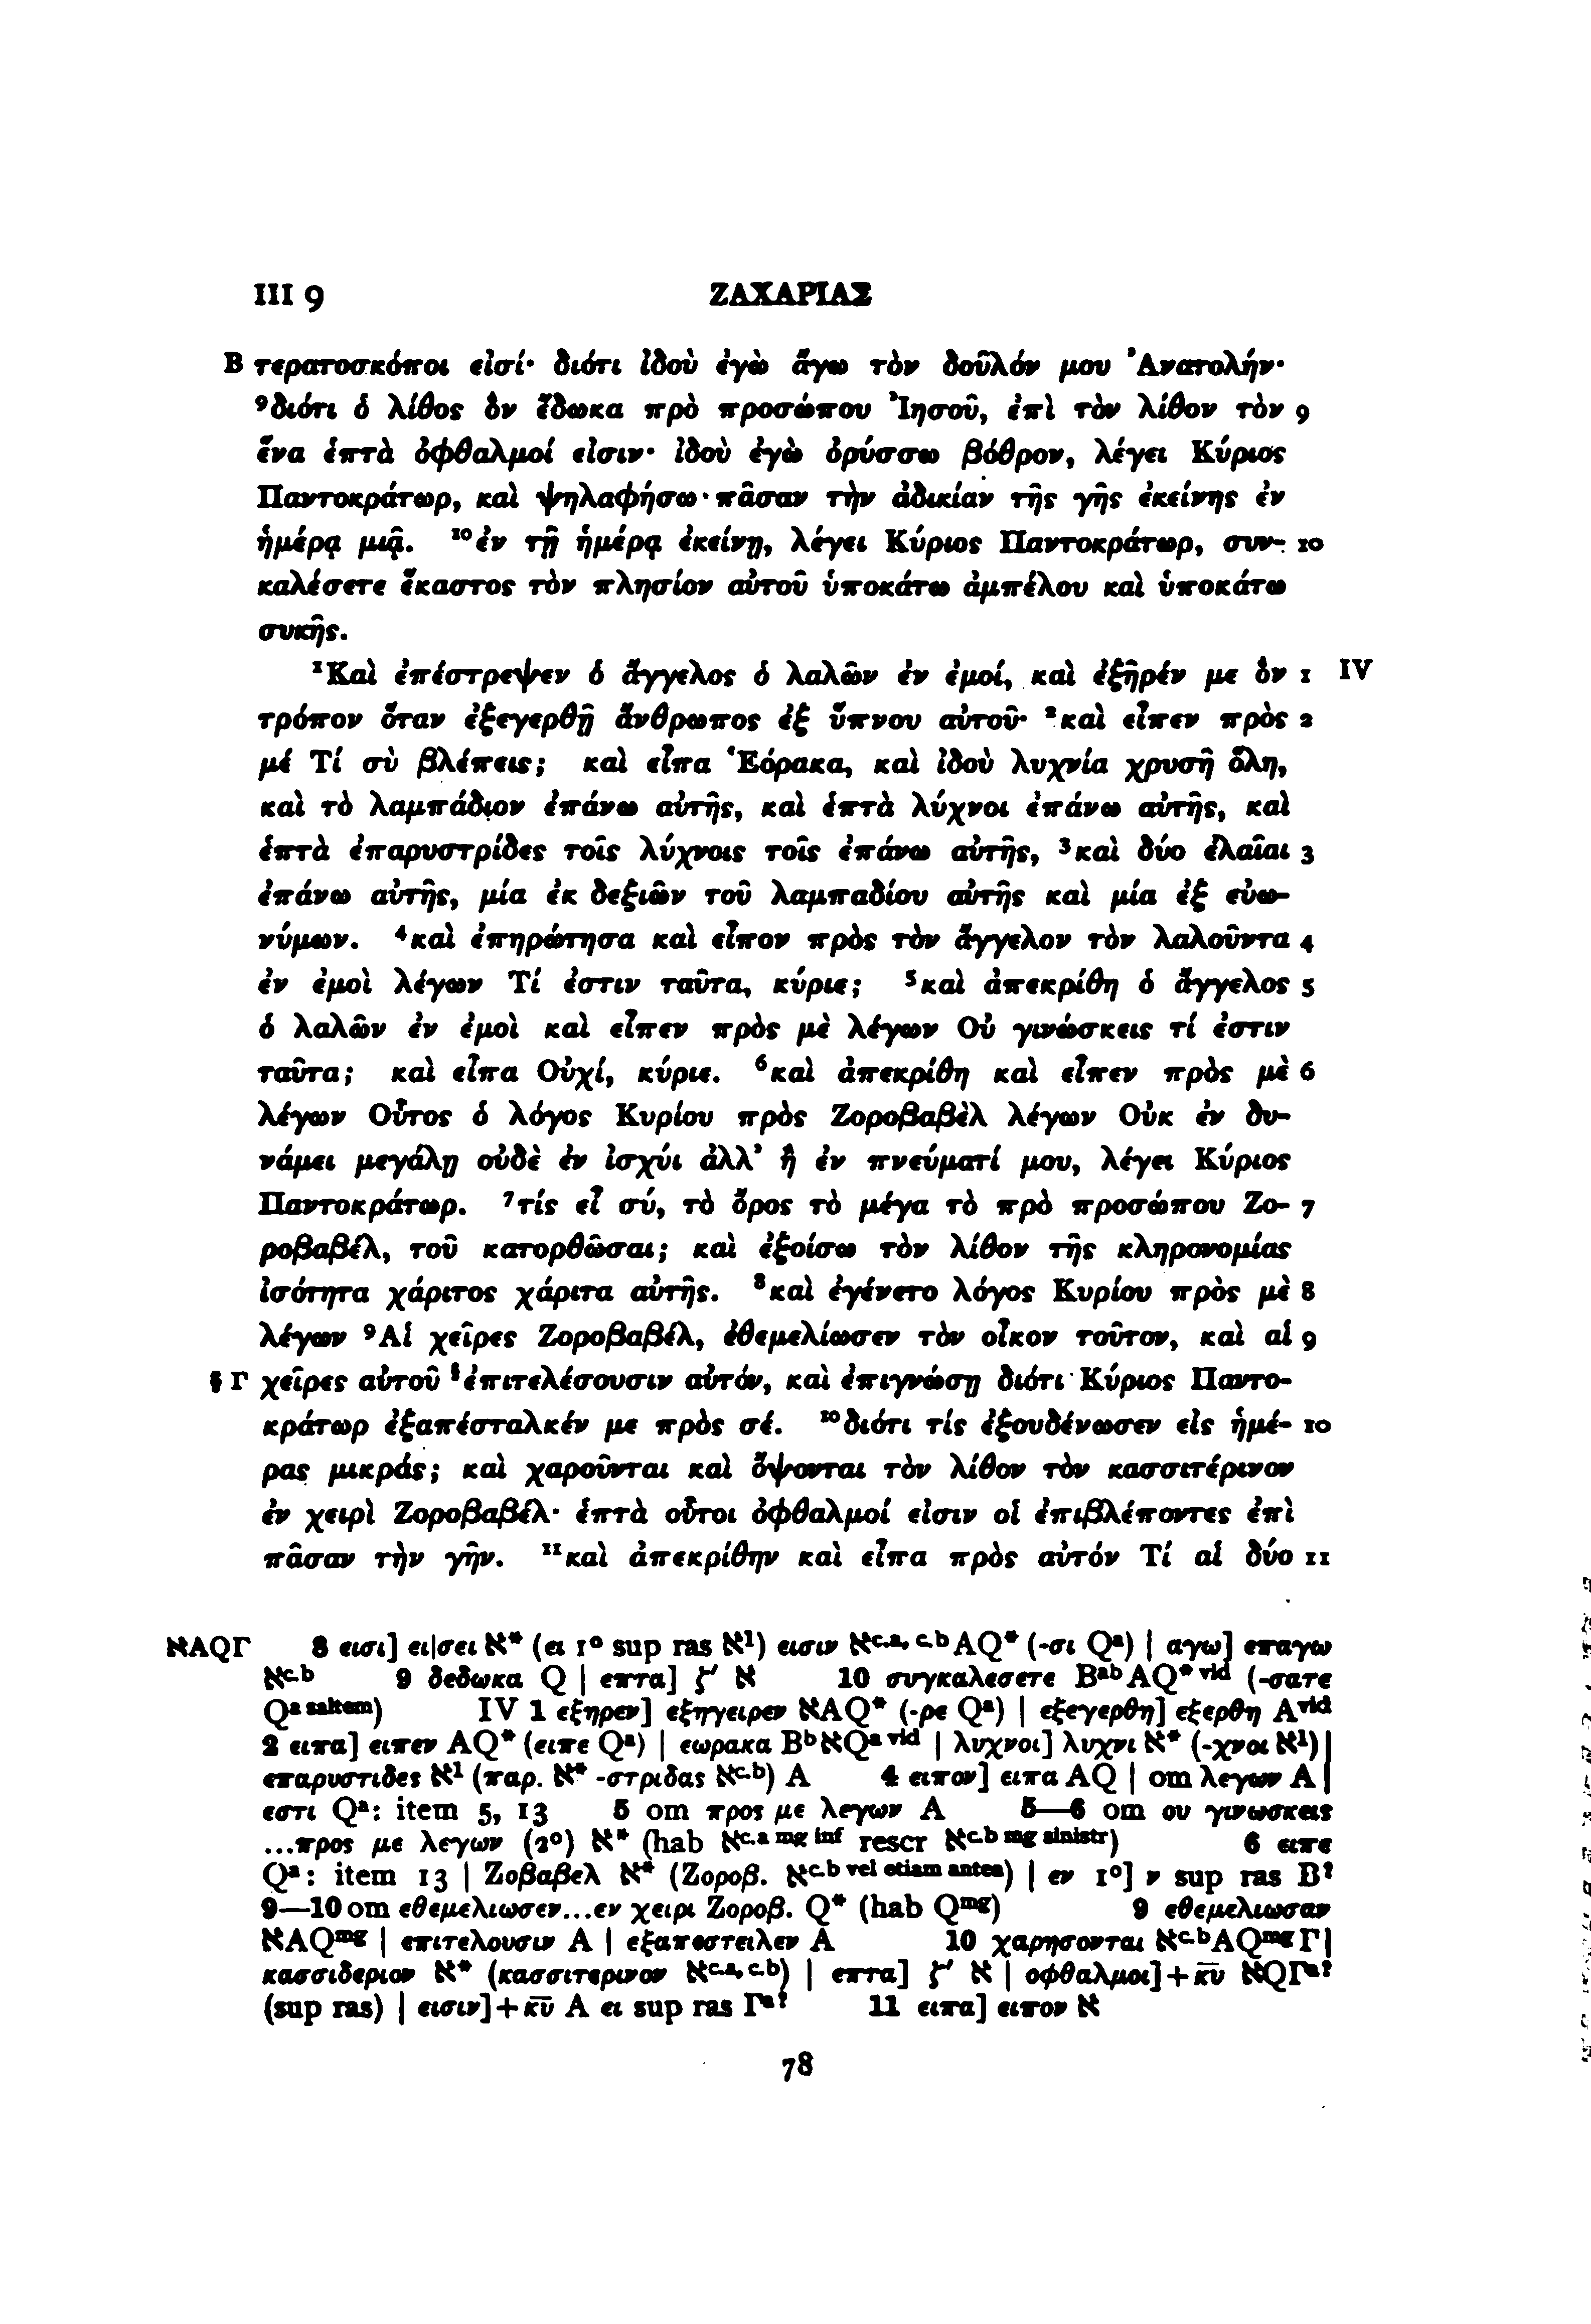 III 9 ΖΑΧΑΡΙΑΣ
B τερατοσκόποι εἰσί· διότι ἰδοὺ ἐγὼ ἄγω τὸν δοῦλόν μου Ἀνατολήν·
⁹διότι ὁ λίθος ὃν ἔδωκα πρὸ προσώπου Ἰησοῦ, ἐπὶ τὸν λίθον τὸν 9
ἕνα ἑπτὰ ὀφθαλμοί εἰσιν· ἰδοὺ ἐγὼ ὀρύσσω βόθρον, λέγει Κύριος
Παντοκράτωρ, καὶ ψηλαφήσω πᾶσαν τὴν ἀδικίαν τῆς γῆς ἐκείνης ἐν
ἡμέρᾳ μιᾷ. ¹⁰ἐν τῇ ἡμέρᾳ ἐκείνῃ, λέγει Κύριος Παντοκράτωρ, συν- 10
καλέσετε ἕκαστος τὸν πλησίον αὐτοῦ ὑποκάτω ἀμπέλου καὶ ὑποκάτω
συκῆς.
¹Καὶ ἐπέστρεψεν ὁ ἄγγελος ὁ λαλῶν ἐν ἐμοί, καὶ ἐξῆρέν με ὃν 1 IV
τρόπον ὅταν ἐξεγερθῇ ἄνθρωπος ἐξ ὕπνου αὐτοῦ· ²καὶ εἶπεν πρὸς 2
μέ Τί σὺ βλέπεις; καὶ εἶπα Ἑόρακα, καὶ ἰδοὺ λυχνία χρυσῆ ὅλη,
καὶ τὸ λαμπάδιον ἐπάνω αὐτῆς, καὶ ἑπτὰ λύχνοι ἐπάνω αὐτῆς, καὶ
ἑπτὰ ἐπαρυστρίδες τοῖς λύχνοις τοῖς ἐπάνω αὐτῆς, ³καὶ δύο ἐλαῖαι 3
ἐπάνω αὐτῆς, μία ἐκ δεξιῶν τοῦ λαμπαδίου αὐτῆς καὶ μία ἐξ εὐω-
νύμων. ⁴καὶ ἐπηρώτησα καὶ εἶπον πρὸς τὸν ἄγγελον τὸν λαλοῦντα 4
ἐν ἐμοὶ λέγων Τί ἐστιν ταῦτα, κύριε; ⁵καὶ ἀπεκρίθη ὁ ἄγγελος 5
ὁ λαλῶν ἐν ἐμοὶ καὶ εἶπεν πρὸς μὲ λέγων Οὐ γινώσκεις τί ἐστιν
ταῦτα; καὶ εἶπα Οὐχί, κύριε. ⁶καὶ ἀπεκρίθη καὶ εἶπεν πρὸς μὲ 6
λέγων Οὗτος ὁ λόγος Κυρίου πρὸς Ζοροβαβὲλ λέγων Οὐκ ἐν δυ-
νάμει μεγάλῃ οὐδὲ ἐν ἰσχύι ἀλλ’ ἢ ἐν πνεύματί μου, λέγει Κύριος
Παντοκράτωρ. ⁷τίς εἶ σύ, τὸ ὄρος τὸ μέγα τὸ πρὸ προσώπου Ζο- 7
ροβαβέλ, τοῦ κατορθῶσαι; καὶ ἐξοίσω τὸν λίθον τῆς κληρονομίας
ἰσότητα χάριτος χάριτα αὐτῆς. ⁸καὶ ἐγένετο λόγος Κυρίου πρὸς μὲ 8
λέγων ⁹Αἱ χεῖρες Ζοροβαβέλ, ἐθεμελίωσεν τὸν οἶκον τοῦτον, καὶ αἱ 9
§ Γ χεῖρες αὐτοῦ §ἐπιτελέσουσιν αὐτόν, καὶ ἐπιγνώσῃ διότι Κύριος Παντο-
κράτωρ ἐξαπέσταλκέν με πρὸς σέ. ¹⁰διότι τίς ἐξουδένωσεν εἰς ἡμέ- 10
ρας μικράς; καὶ χαροῦνται καὶ ὄψονται τὸν λίθον τὸν κασσιτέρινον
ἐν χειρὶ Ζοροβαβέλ· ἑπτὰ οὗτοι ὀφθαλμοί εἰσιν οἱ ἐπιβλέποντες ἐπὶ
πᾶσαν τὴν γῆν. ¹¹καὶ ἀπεκρίθην καὶ εἶπα πρὸς αὐτόν Τί αἱ δύο 11
אAQΓ 8 εισι] ει|σει א* (ει 1° sup ras א¹) εισιν א^c.a, c.b AQ* (-σι Qᵃ) | αγω] επαγω
א^c.b 9 δεδωκα Q | επτα] ζ′ א 10 συγκαλεσετε B^ab AQ*^vid (-σατε
Q^a saltem) IV 1 εξηρεν] εξηγειρεν אAQ* (-ρε Qᵃ) | εξεγερθη] εξερθη A^vid
2 ειπα] ειπεν AQ* (ειπε Qᵃ) | εωρακα BᵇאQ^a vid | λυχνοι] λυχνι א* (-χνοι א¹) |
επαρυστιδες א¹ (παρ. א* -στριδας א^c.b) A 4 ειπον] ειπα AQ | om λεγων A |
εστι Qᵃ: item 5, 13 5 om προς με λεγων A 5—6 om ου γινωσκεις
...προς με λεγων (2°) א* (hab א^c.a mg inf rescr א^c.b mg sinistr) 6 ειπε
Qᵃ: item 13 | Ζοβαβελ א* (Ζοροβ. א^c.b vel etiam antea) | εν 1°] ν sup ras B?
9—10 om εθεμελιωσεν...εν χειρι Ζοροβ. Q* (hab Q^mg) 9 εθεμελιωσαν
אAQ^mg | επιτελουσιν A | εξαπεστειλεν A 10 χαρησονται א^c.b AQ^mg Γ |
κασσιδεριον א* (κασσιτερινον א^c.a, c.b) | επτα] ζ′ א | οφθαλμοι]+κ̅υ̅ אQΓ^a?
(sup ras) | εισιν]+κ̅υ̅ A ει sup ras Γ^a? 11 ειπα] ειπον א
78